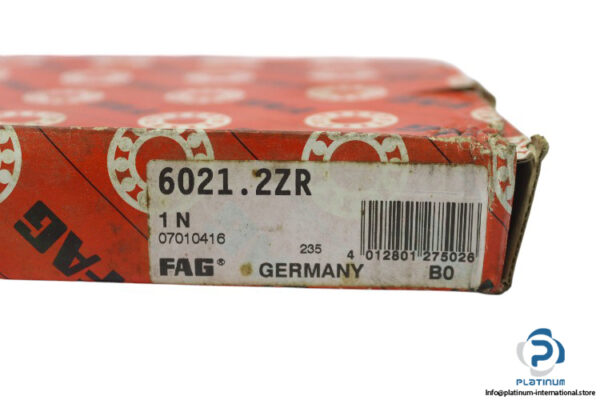 6021.2ZR
1 N
07010416
235 4 012801 275026
FAG® GERMANY B0
FAG
PLATINUM
Info@platinum-international.store